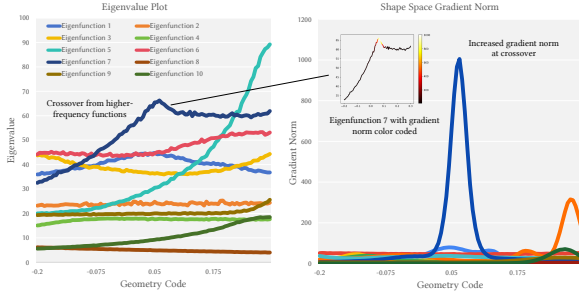 Eigenvalue Plot
100
90
80
70
60
50
40
30
20
10
0
Eigenvalue
Eigenfunction 1
Eigenfunction 2
Eigenfunction 3
Eigenfunction 4
Eigenfunction 5
Eigenfunction 6
Eigenfunction 7
Eigenfunction 8
Eigenfunction 9
Eigenfunction 10
Crossover from higher-
frequency functions
-0.2
-0.075
0.05
0.175
Geometry Code
Shape Space Gradient Norm
1200
1000
800
600
400
200
0
Gradient Norm
Increased gradient norm
at crossover
Eigenfunction 7 with gradient
norm color coded
-0.2
-0.075
0.05
0.175
Geometry Code